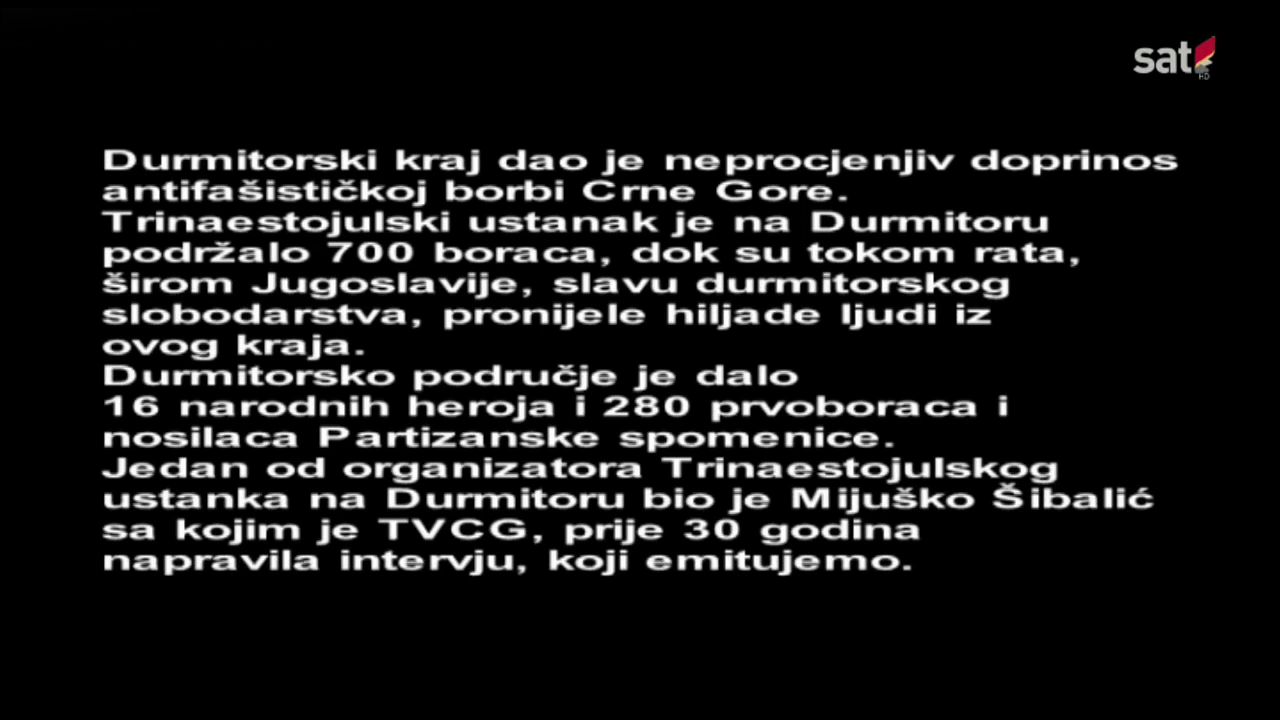 sat
HD
Durmitorski kraj dao je neprocjenjiv doprinos
antifašističkoj borbi Crne Gore.
Trinaestojulski ustanak je na Durmitoru
podržalo 700 boraca, dok su tokom rata,
širom Jugoslavije, slavu durmitorskog
slobodarstva, pronijele hiljade ljudi iz
ovog kraja.
Durmitorsko područje je dalo
16 narodnih heroja i 280 prvoboraca i
nosilaca Partizanske spomenice.
Jedan od organizatora Trinaestojulskog
ustanka na Durmitoru bio je Mijuško Šibalić
sa kojim je TVCG, prije 30 godina
napravila intervju, koji emitujemo.